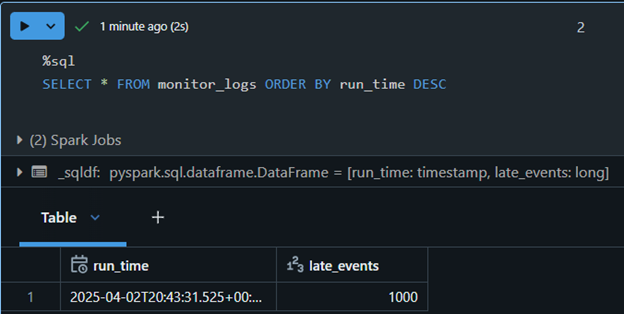 1 minute ago (2s)
2
%sql
SELECT * FROM monitor_logs ORDER BY run_time DESC
(2) Spark Jobs
_sqldf: pyspark.sql.dataframe.DataFrame = [run_time: timestamp, late_events: long]
Table +
run_time 123 late_events
1 2025-04-02T20:43:31.525+00:... 1000